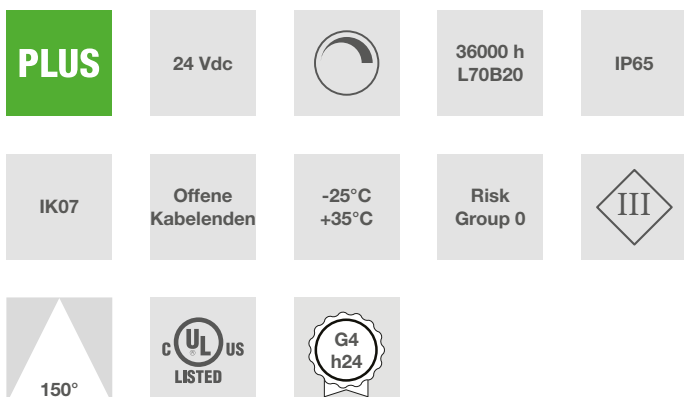 PLUS
24 Vdc
36000 h
L70B20
IP65
IK07
Offene
Kabelenden
-25°C
+35°C
Risk
Group 0
III
150°
C UL US
®
LISTED
G4
h24